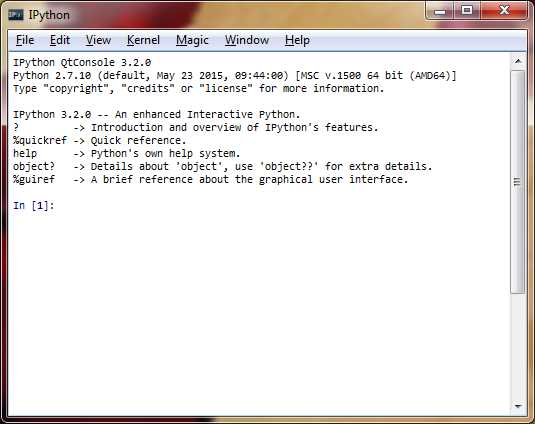 IPython
File Edit View Kernel Magic Window Help
IPython QtConsole 3.2.0
Python 2.7.10 (default, May 23 2015, 09:44:00) [MSC v.1500 64 bit (AMD64)]
Type "copyright", "credits" or "license" for more information.
IPython 3.2.0 -- An enhanced Interactive Python.
?         -> Introduction and overview of IPython's features.
%quickref -> Quick reference.
help      -> Python's own help system.
object?   -> Details about 'object', use 'object??' for extra details.
%guiref   -> A brief reference about the graphical user interface.
In [1]: